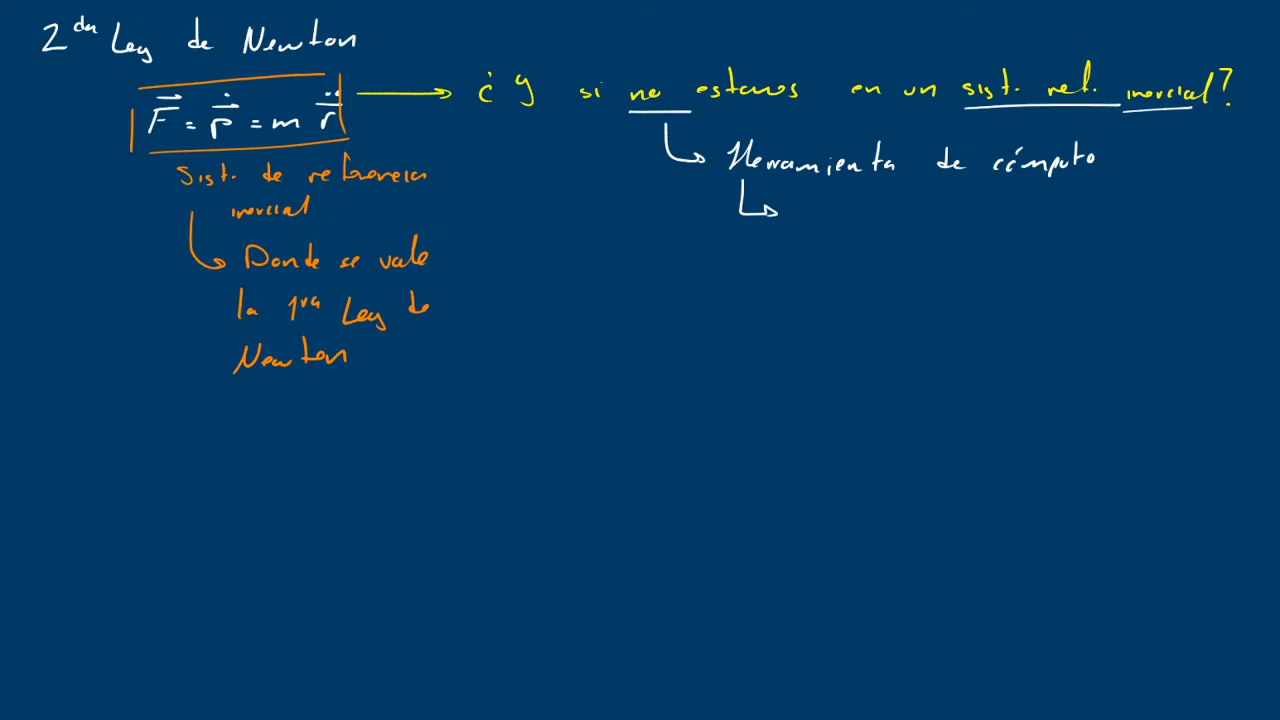 2da Ley de Newton
F⃗ = p⃗̇ = m r⃗̈
¿Y si no estamos en un sist. ref. inercial?
Herramienta de cómputo
Sist. de referencia
inercial
Donde se vale
la 1ra Ley de
Newton